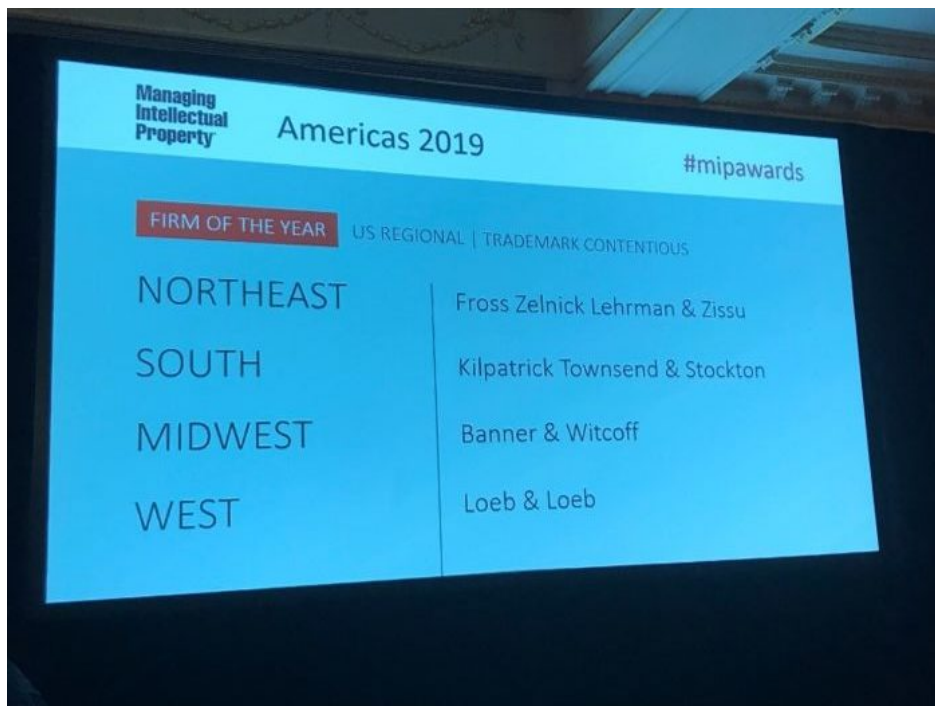 Managing
Intellectual
Property
Americas 2019
#mipawards
FIRM OF THE YEAR US REGIONAL | TRADEMARK CONTENTIOUS
NORTHEAST Fross Zelnick Lehrman & Zissu
SOUTH Kilpatrick Townsend & Stockton
MIDWEST Banner & Witcoff
WEST Loeb & Loeb